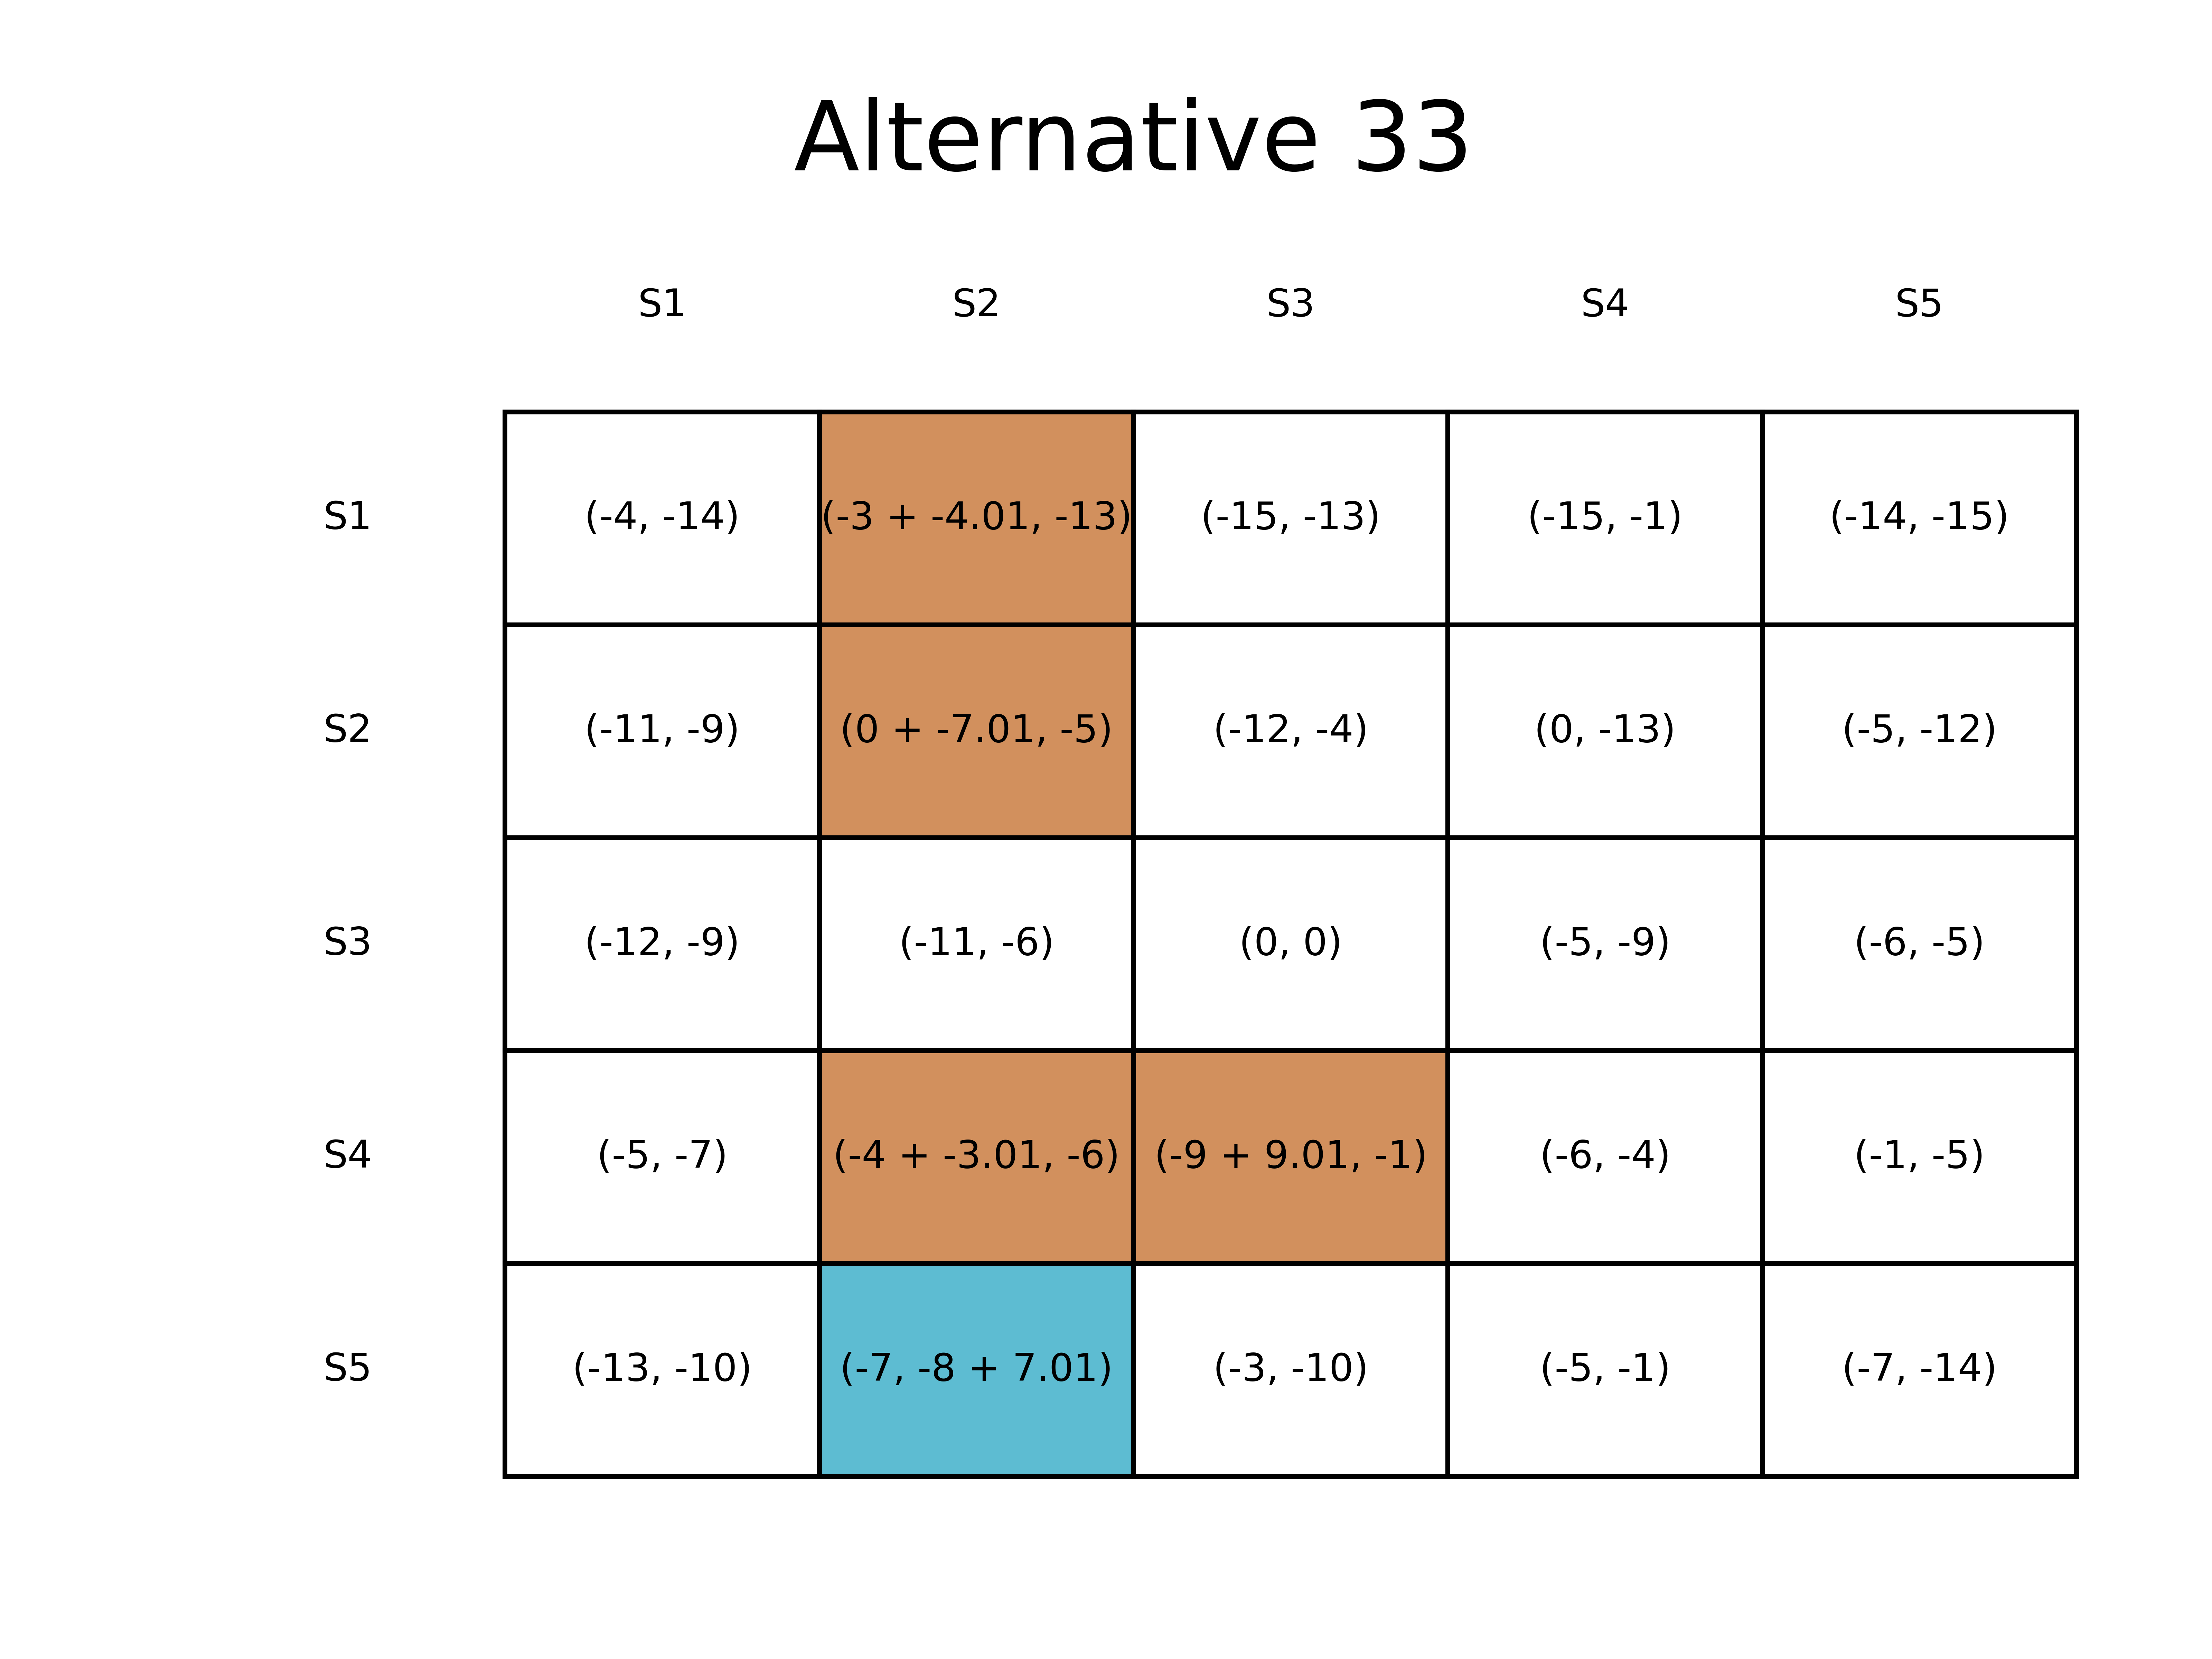 Alternative 33
S1 S2 S3 S4 S5
S1 (-4, -14) (-3 + -4.01, -13) (-15, -13) (-15, -1) (-14, -15)
S2 (-11, -9) (0 + -7.01, -5) (-12, -4) (0, -13) (-5, -12)
S3 (-12, -9) (-11, -6) (0, 0) (-5, -9) (-6, -5)
S4 (-5, -7) (-4 + -3.01, -6) (-9 + 9.01, -1) (-6, -4) (-1, -5)
S5 (-13, -10) (-7, -8 + 7.01) (-3, -10) (-5, -1) (-7, -14)